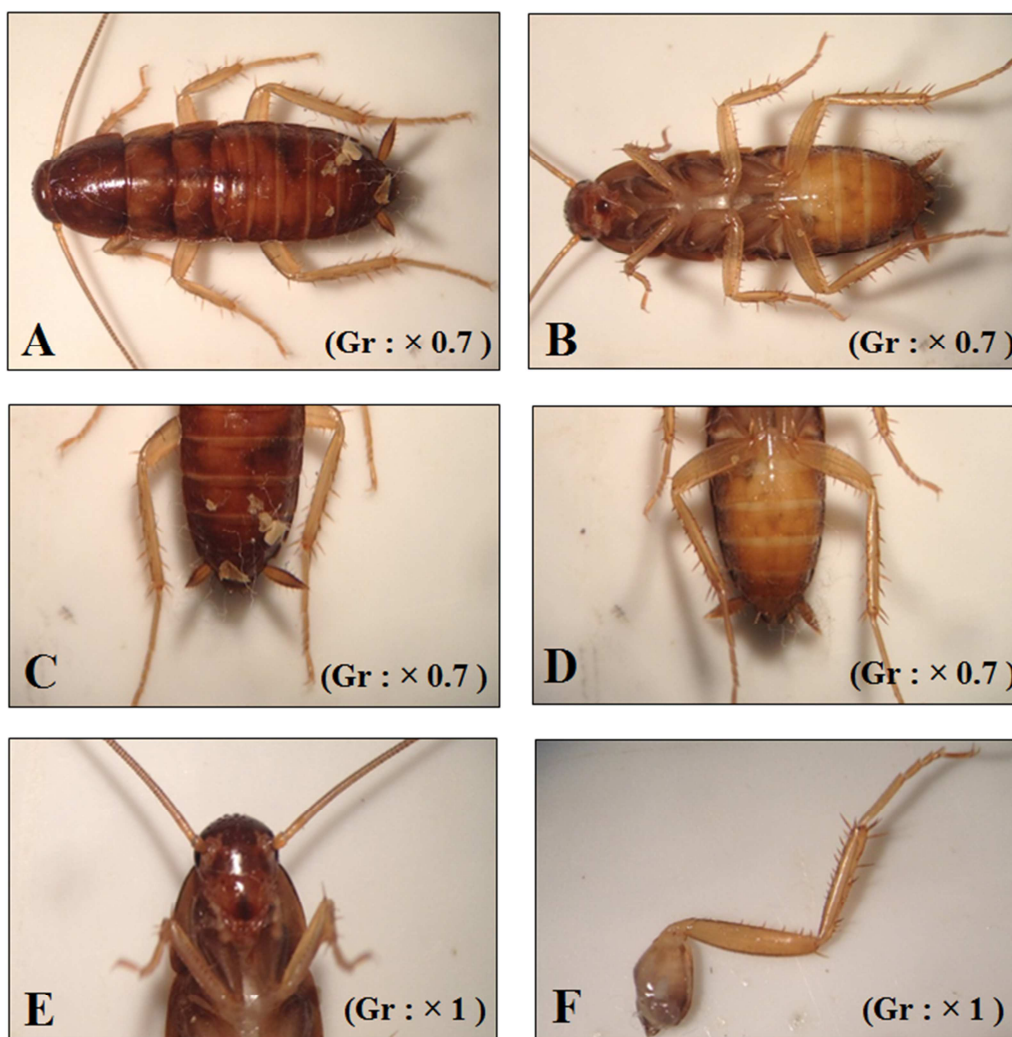 A (Gr : × 0.7 )
B (Gr : × 0.7 )
C (Gr : × 0.7 )
D (Gr : × 0.7 )
E (Gr : × 1 )
F (Gr : × 1 )